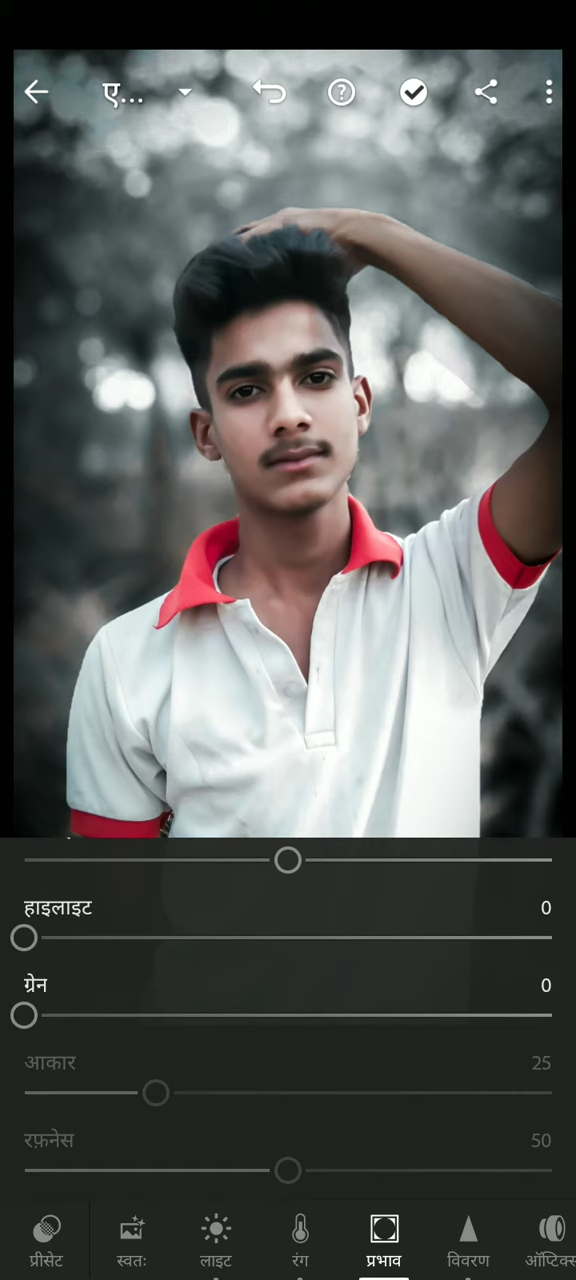 ए...
हाइलाइट 0
ग्रेन 0
आकार 25
रफ़नेस 50
प्रीसेट स्वतः लाइट रंग प्रभाव विवरण ऑप्टिक्स